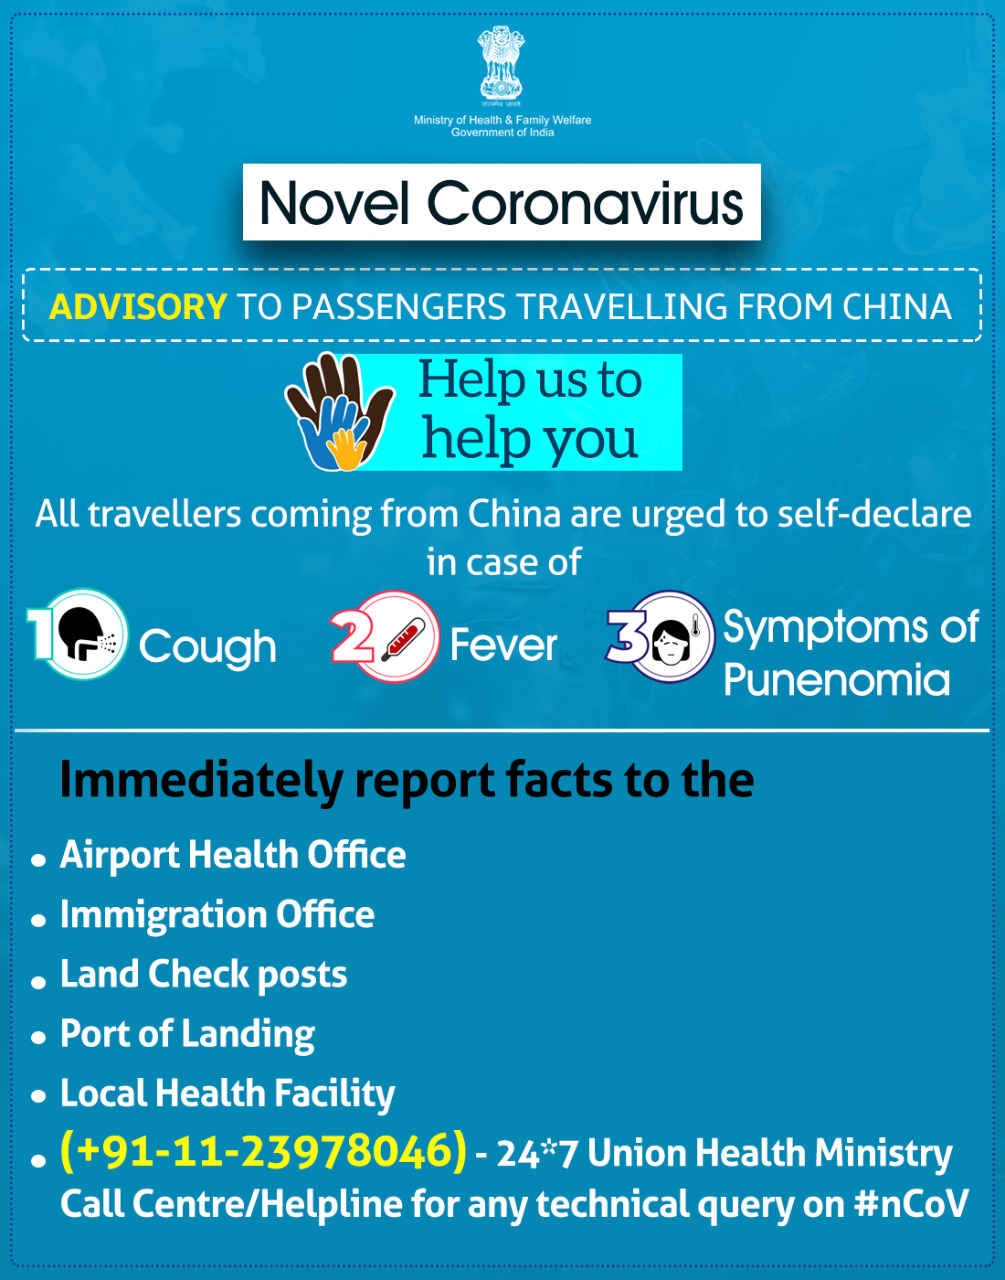 सत्यमेव जयते
Ministry of Health & Family Welfare
Government of India
Novel Coronavirus
ADVISORY TO PASSENGERS TRAVELLING FROM CHINA
Help us to
help you
All travellers coming from China are urged to self-declare
in case of
1 Cough
2 Fever
3 Symptoms of
Punenomia
Immediately report facts to the
• Airport Health Office
• Immigration Office
• Land Check posts
• Port of Landing
• Local Health Facility
• (+91-11-23978046) - 24*7 Union Health Ministry
Call Centre/Helpline for any technical query on #nCoV